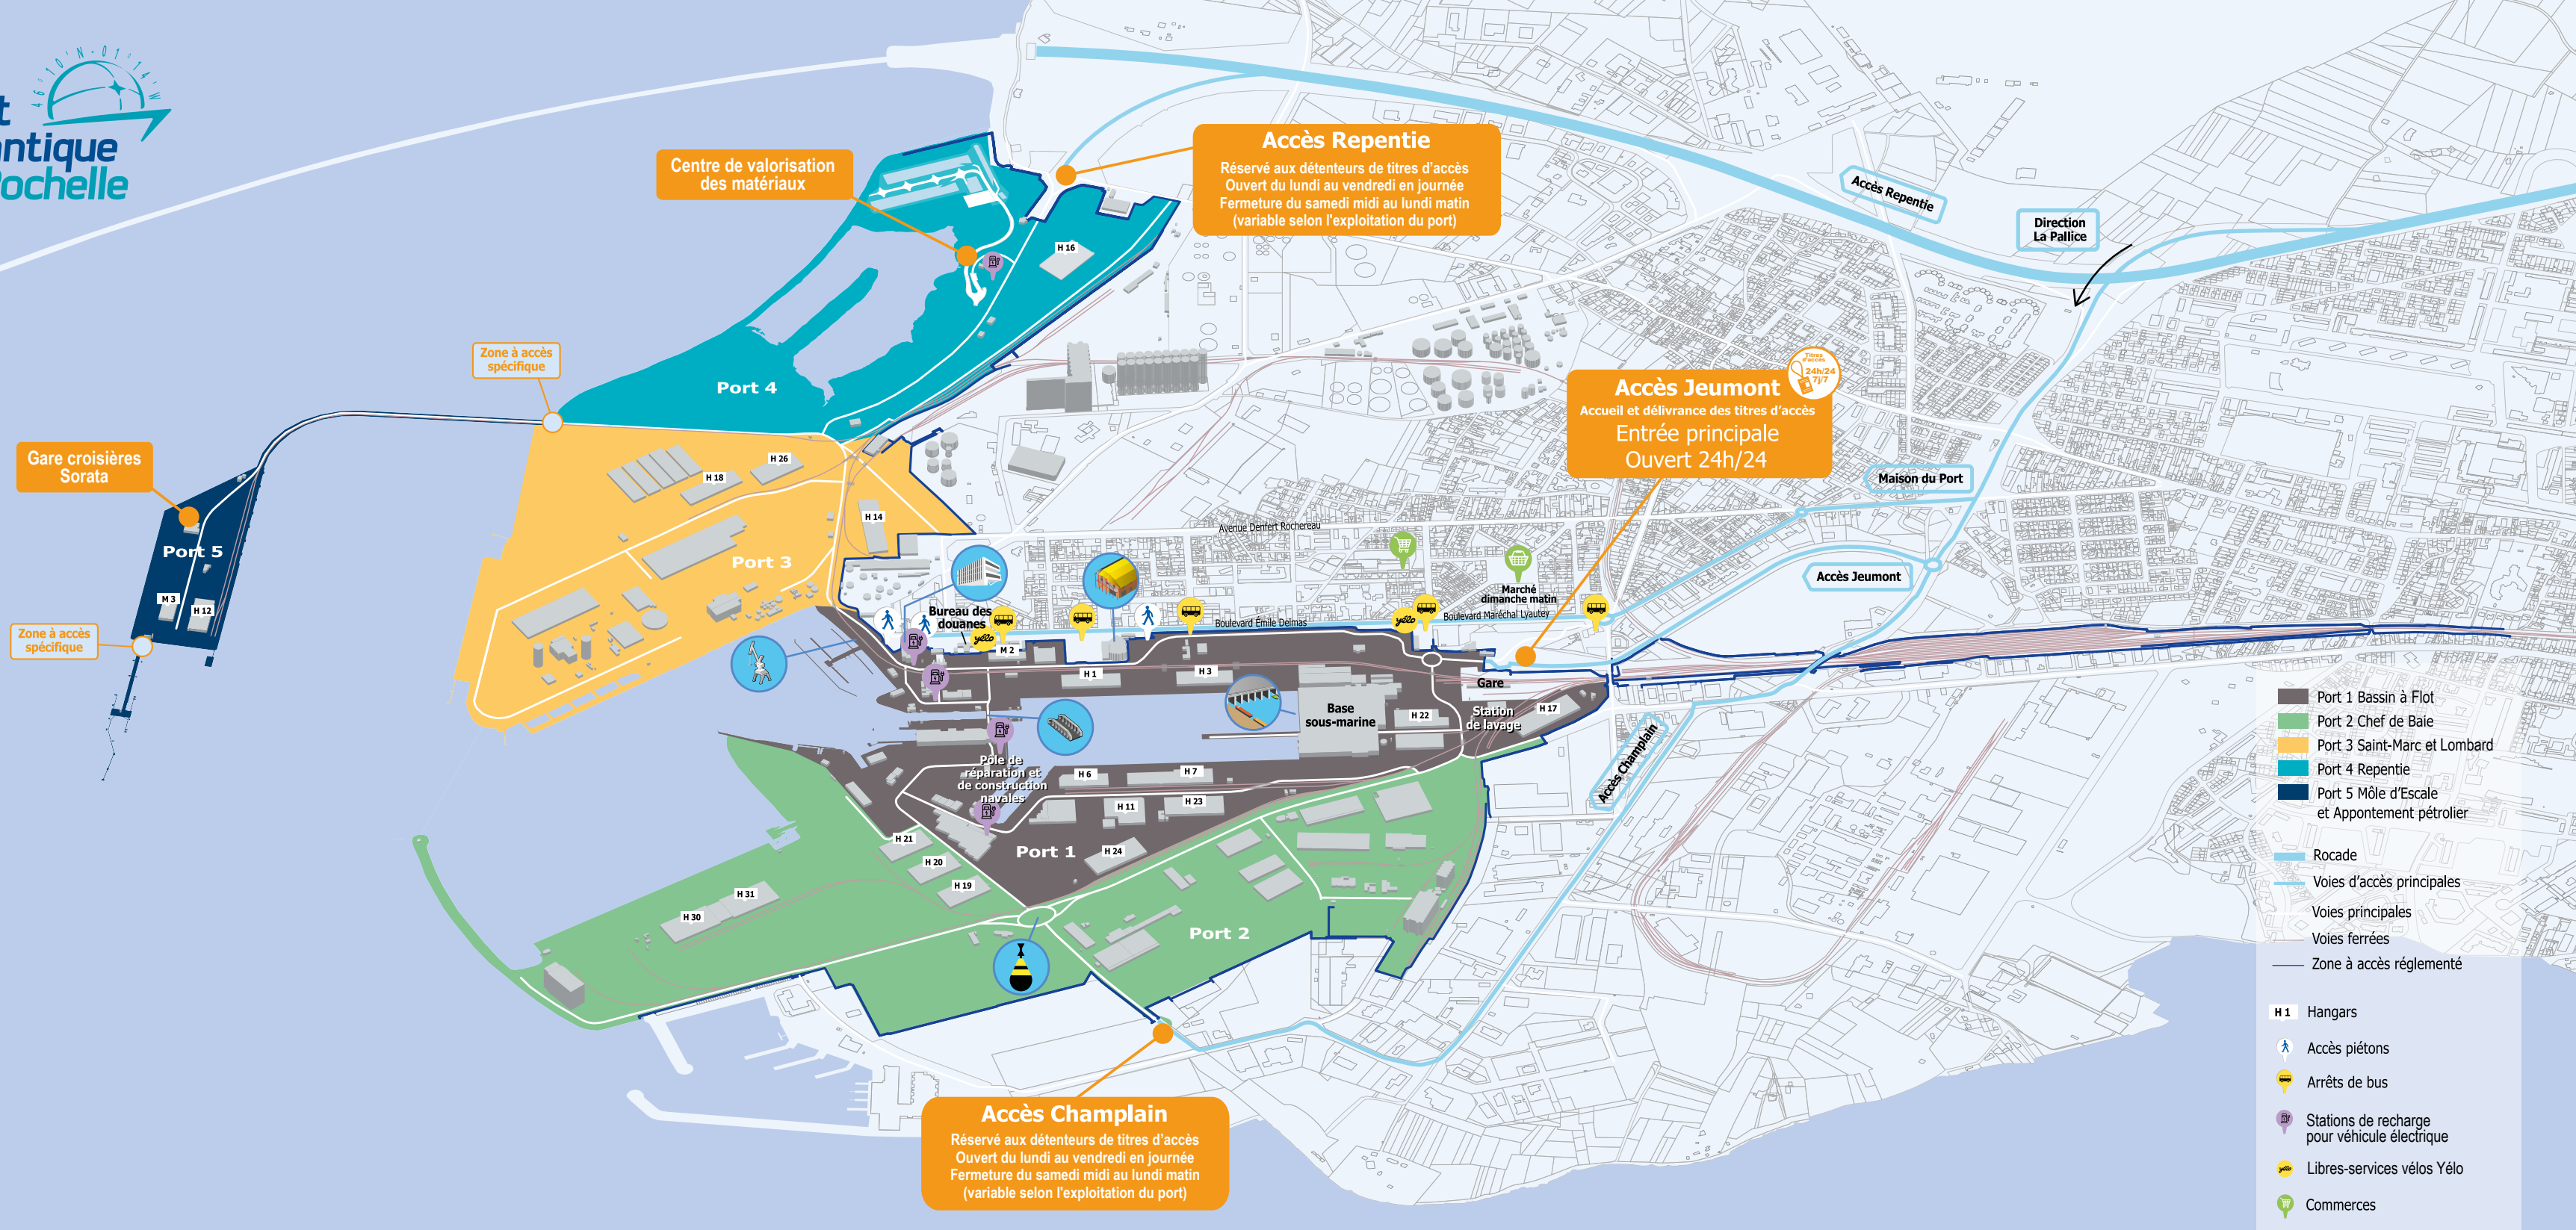 46°10'N-01°14'W
t
antique
Rochelle
Accès Repentie
Réservé aux détenteurs de titres d'accès
Ouvert du lundi au vendredi en journée
Fermeture du samedi midi au lundi matin
(variable selon l'exploitation du port)
Centre de valorisation
des matériaux
Accès Repentie
Direction
La Pallice
H 16
Zone à accès
spécifique
Port 4
Accès Jeumont
Accueil et délivrance des titres d'accès
Entrée principale
Ouvert 24h/24
Titres
d'accès
24h/24
7j/7
Gare croisières
Sorata
H 26
H 18
H 14
Maison du Port
Avenue Denfert Rochereau
Port 5
Port 3
Accès Jeumont
M 3
H 12
Marché
dimanche matin
Bureau des
douanes
Boulevard Émile Delmas
Boulevard Maréchal Lyautey
yélo
yélo
Zone à accès
spécifique
M 2
H 1
H 3
Gare
Base
sous-marine
H 22
Station
de lavage
H 17
Accès Champlain
Pôle de
réparation et
de construction
navales
H 6
H 7
H 11
H 23
H 21
H 20
H 19
Port 1
H 24
H 31
H 30
Port 2
Accès Champlain
Réservé aux détenteurs de titres d'accès
Ouvert du lundi au vendredi en journée
Fermeture du samedi midi au lundi matin
(variable selon l'exploitation du port)
Port 1 Bassin à Flot
Port 2 Chef de Baie
Port 3 Saint-Marc et Lombard
Port 4 Repentie
Port 5 Môle d'Escale
et Appontement pétrolier
Rocade
Voies d'accès principales
Voies principales
Voies ferrées
Zone à accès réglementé
H 1 Hangars
Accès piétons
Arrêts de bus
Stations de recharge
pour véhicule électrique
yélo Libres-services vélos Yélo
Commerces